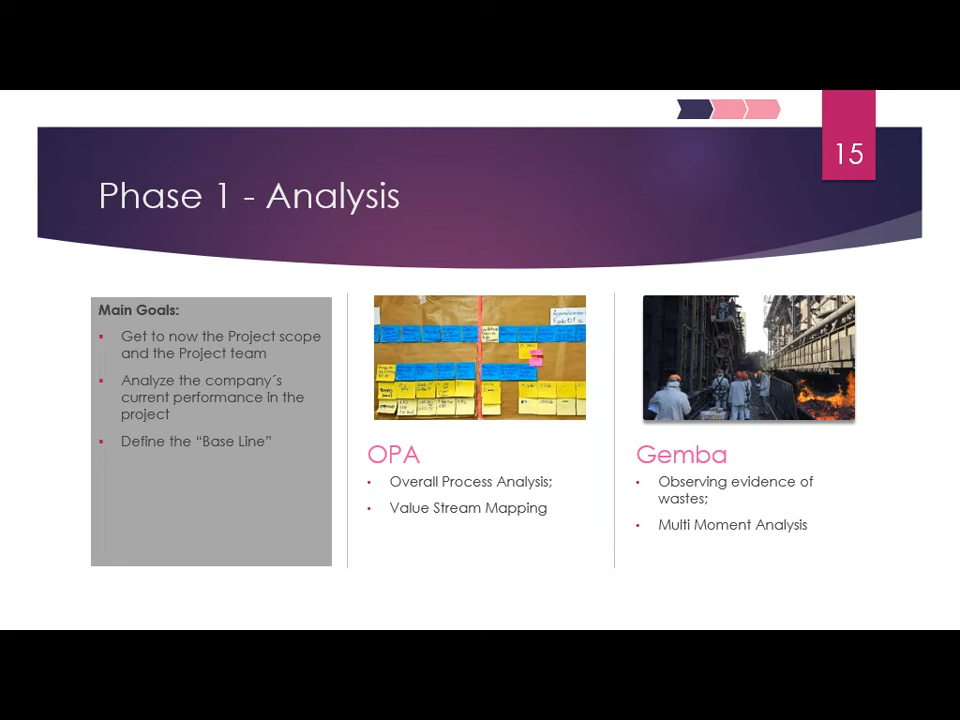 15
Phase 1 - Analysis
Main Goals:
Get to now the Project scope
and the Project team
Analyze the company´s
current performance in the
project
Define the “Base Line”
OPA
Overall Process Analysis;
Value Stream Mapping
Gemba
Observing evidence of
wastes;
Multi Moment Analysis